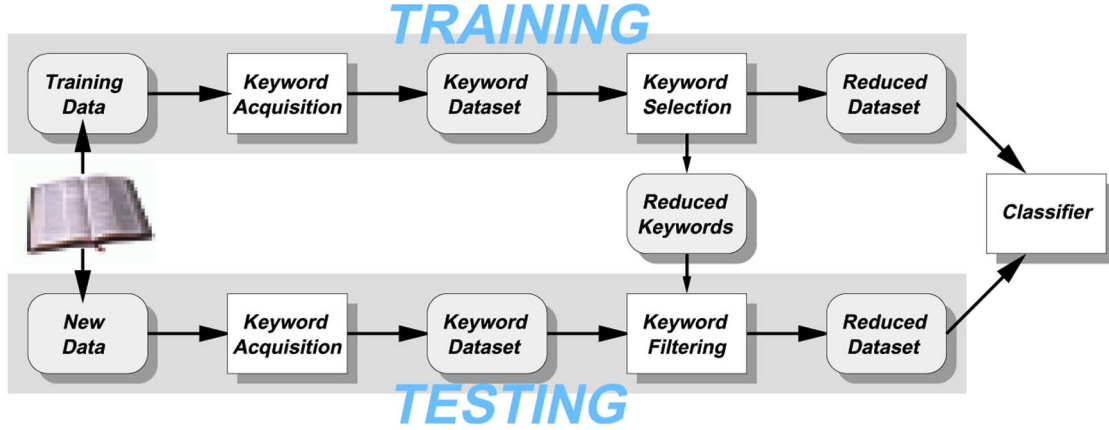 TRAINING
Training
Data
Keyword
Acquisition
Keyword
Dataset
Keyword
Selection
Reduced
Dataset
Reduced
Keywords
Classifier
New
Data
Keyword
Acquisition
Keyword
Dataset
Keyword
Filtering
Reduced
Dataset
TESTING